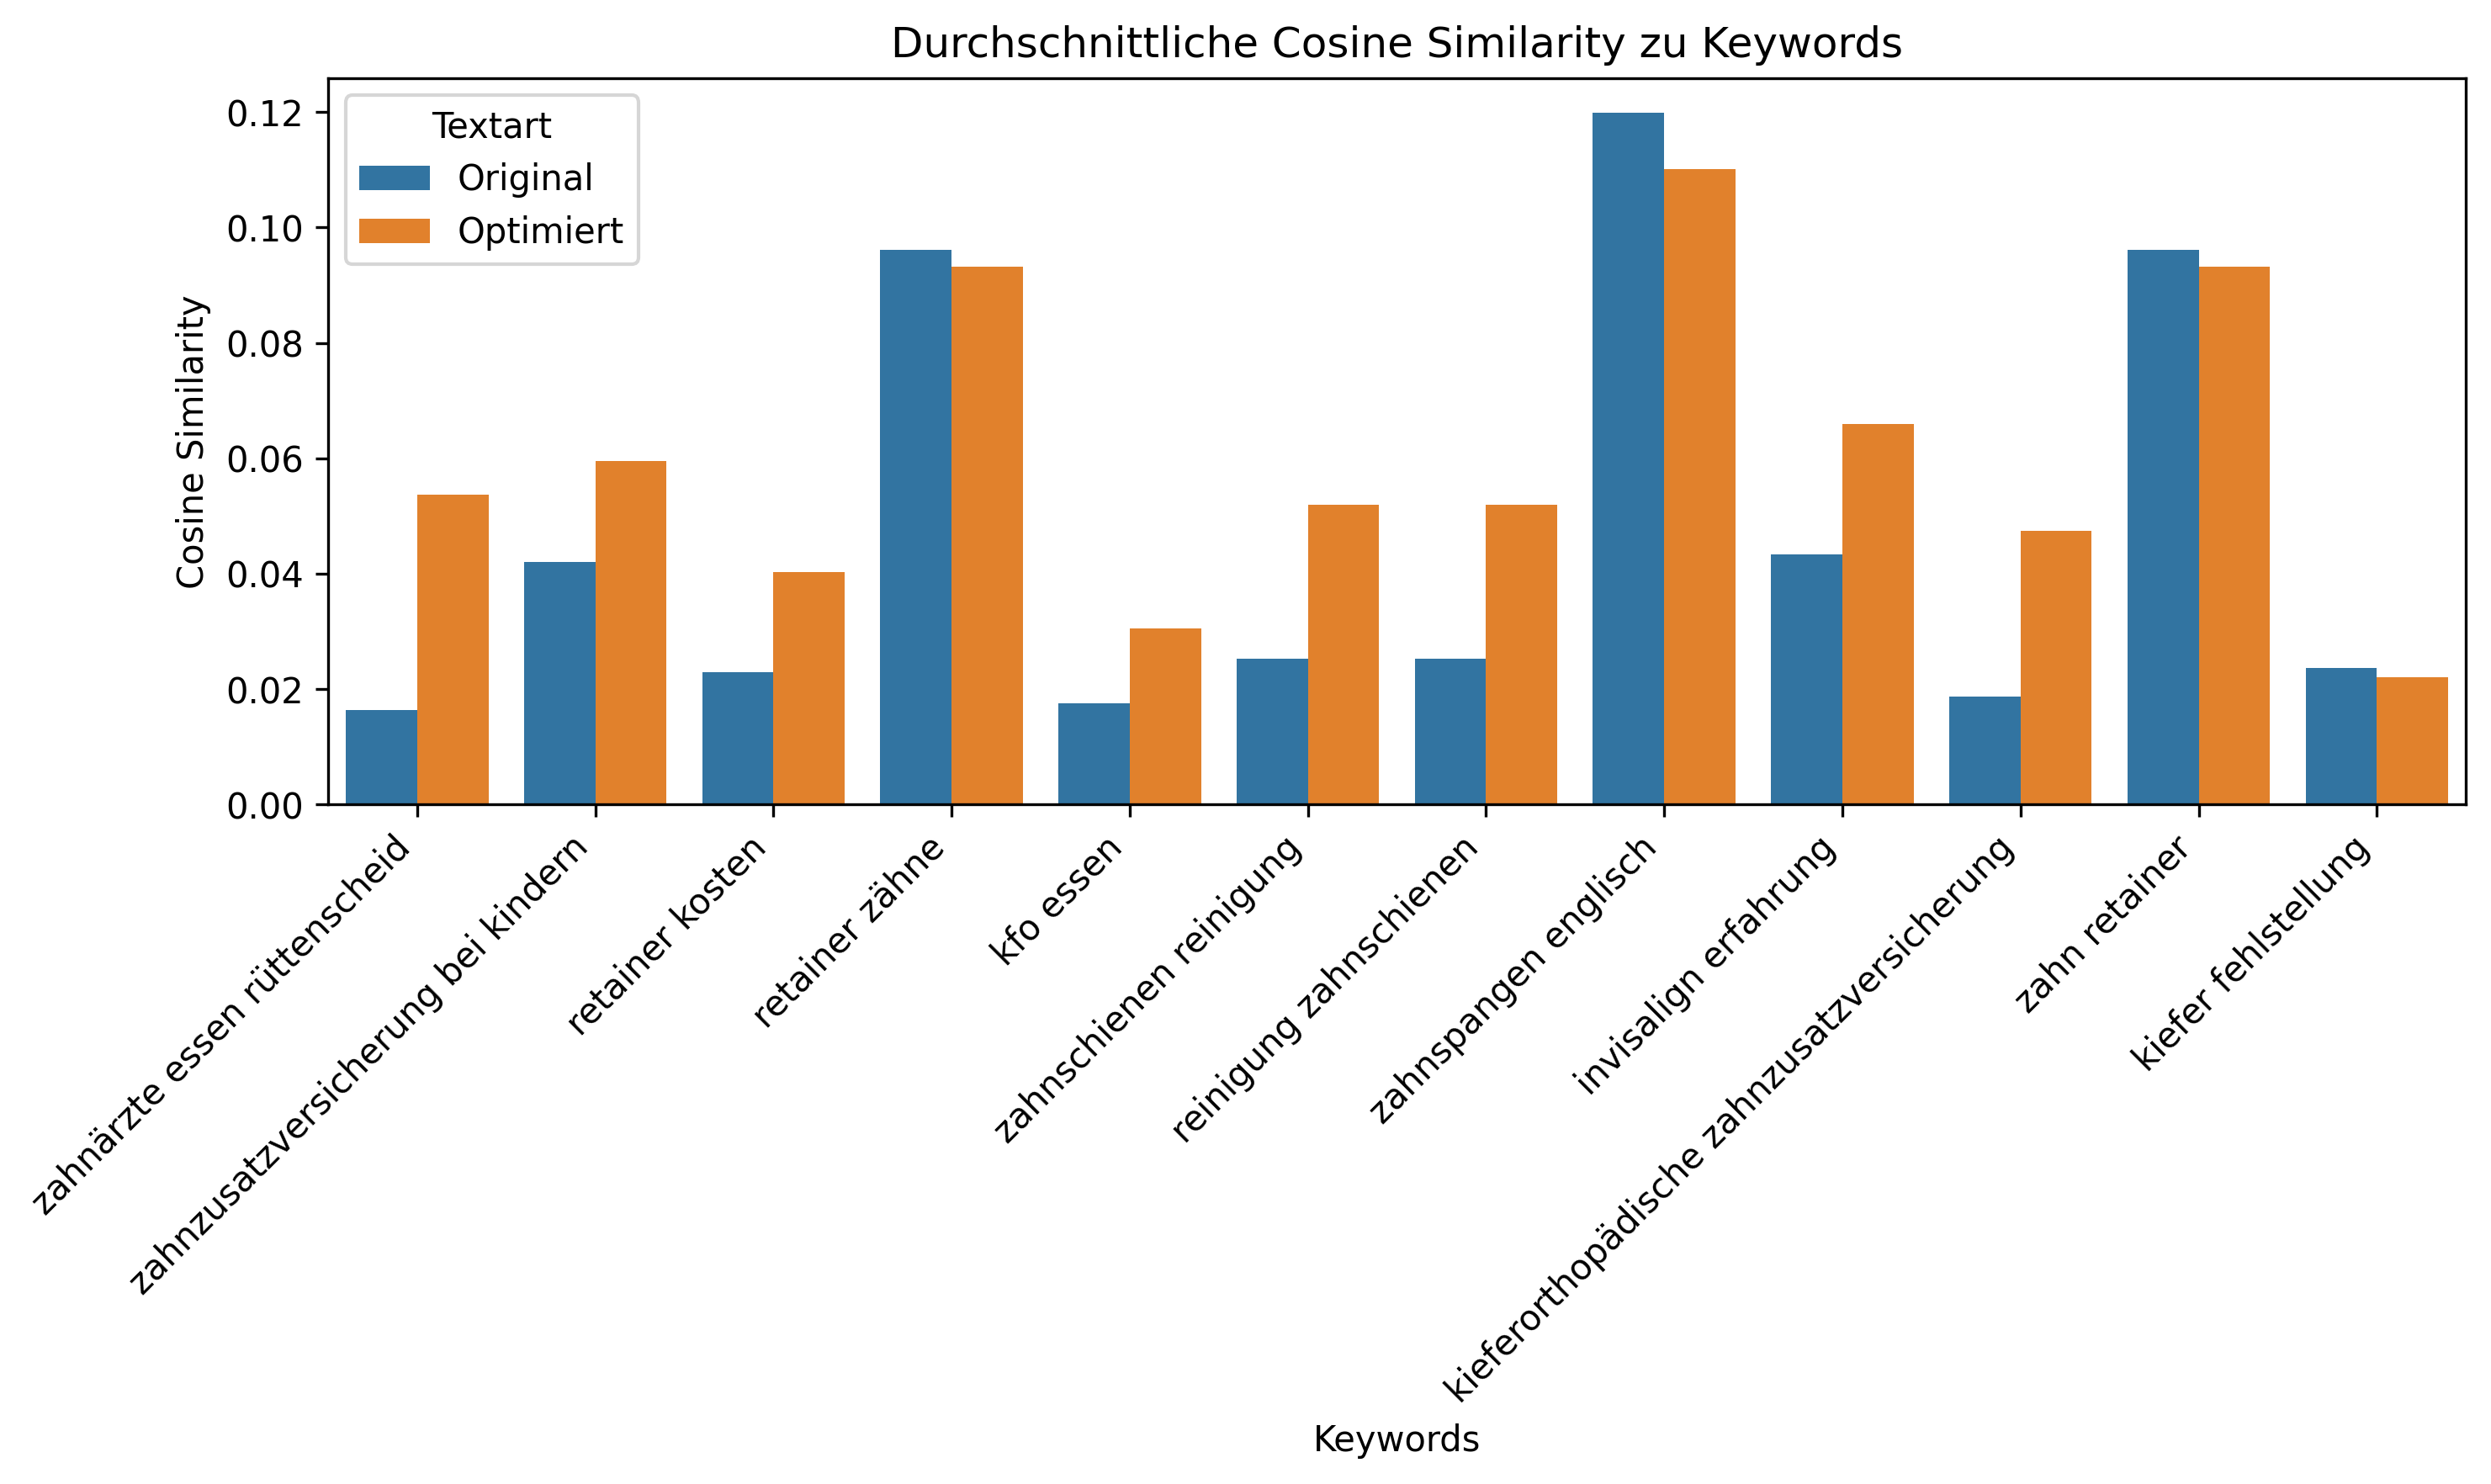 Durchschnittliche Cosine Similarity zu Keywords
Textart
Original
Optimiert
Cosine Similarity
0.12
0.10
0.08
0.06
0.04
0.02
0.00
zahnärzte essen rüttenscheid
zahnzusatzversicherung bei kindern
retainer kosten
retainer zähne
kfo essen
zahnschienen reinigung
reinigung zahnschienen
zahnspangen englisch
invisalign erfahrung
kieferorthopädische zahnzusatzversicherung
zahn retainer
kiefer fehlstellung
Keywords